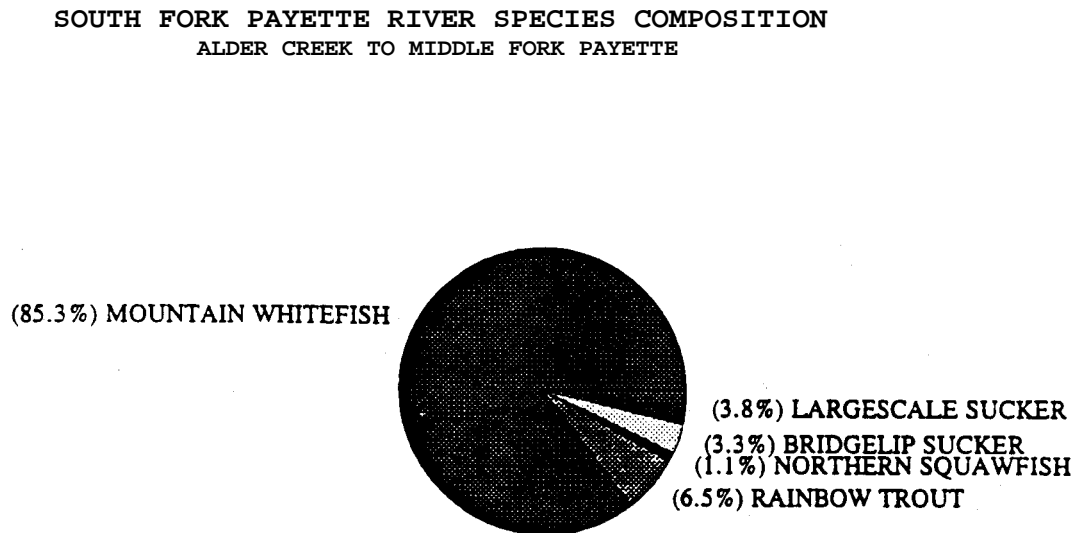 SOUTH FORK PAYETTE RIVER SPECIES COMPOSITION
ALDER CREEK TO MIDDLE FORK PAYETTE
(85.3%) MOUNTAIN WHITEFISH
(3.8%) LARGESCALE SUCKER
(3.3%) BRIDGELIP SUCKER
(1.1%) NORTHERN SQUAWFISH
(6.5%) RAINBOW TROUT